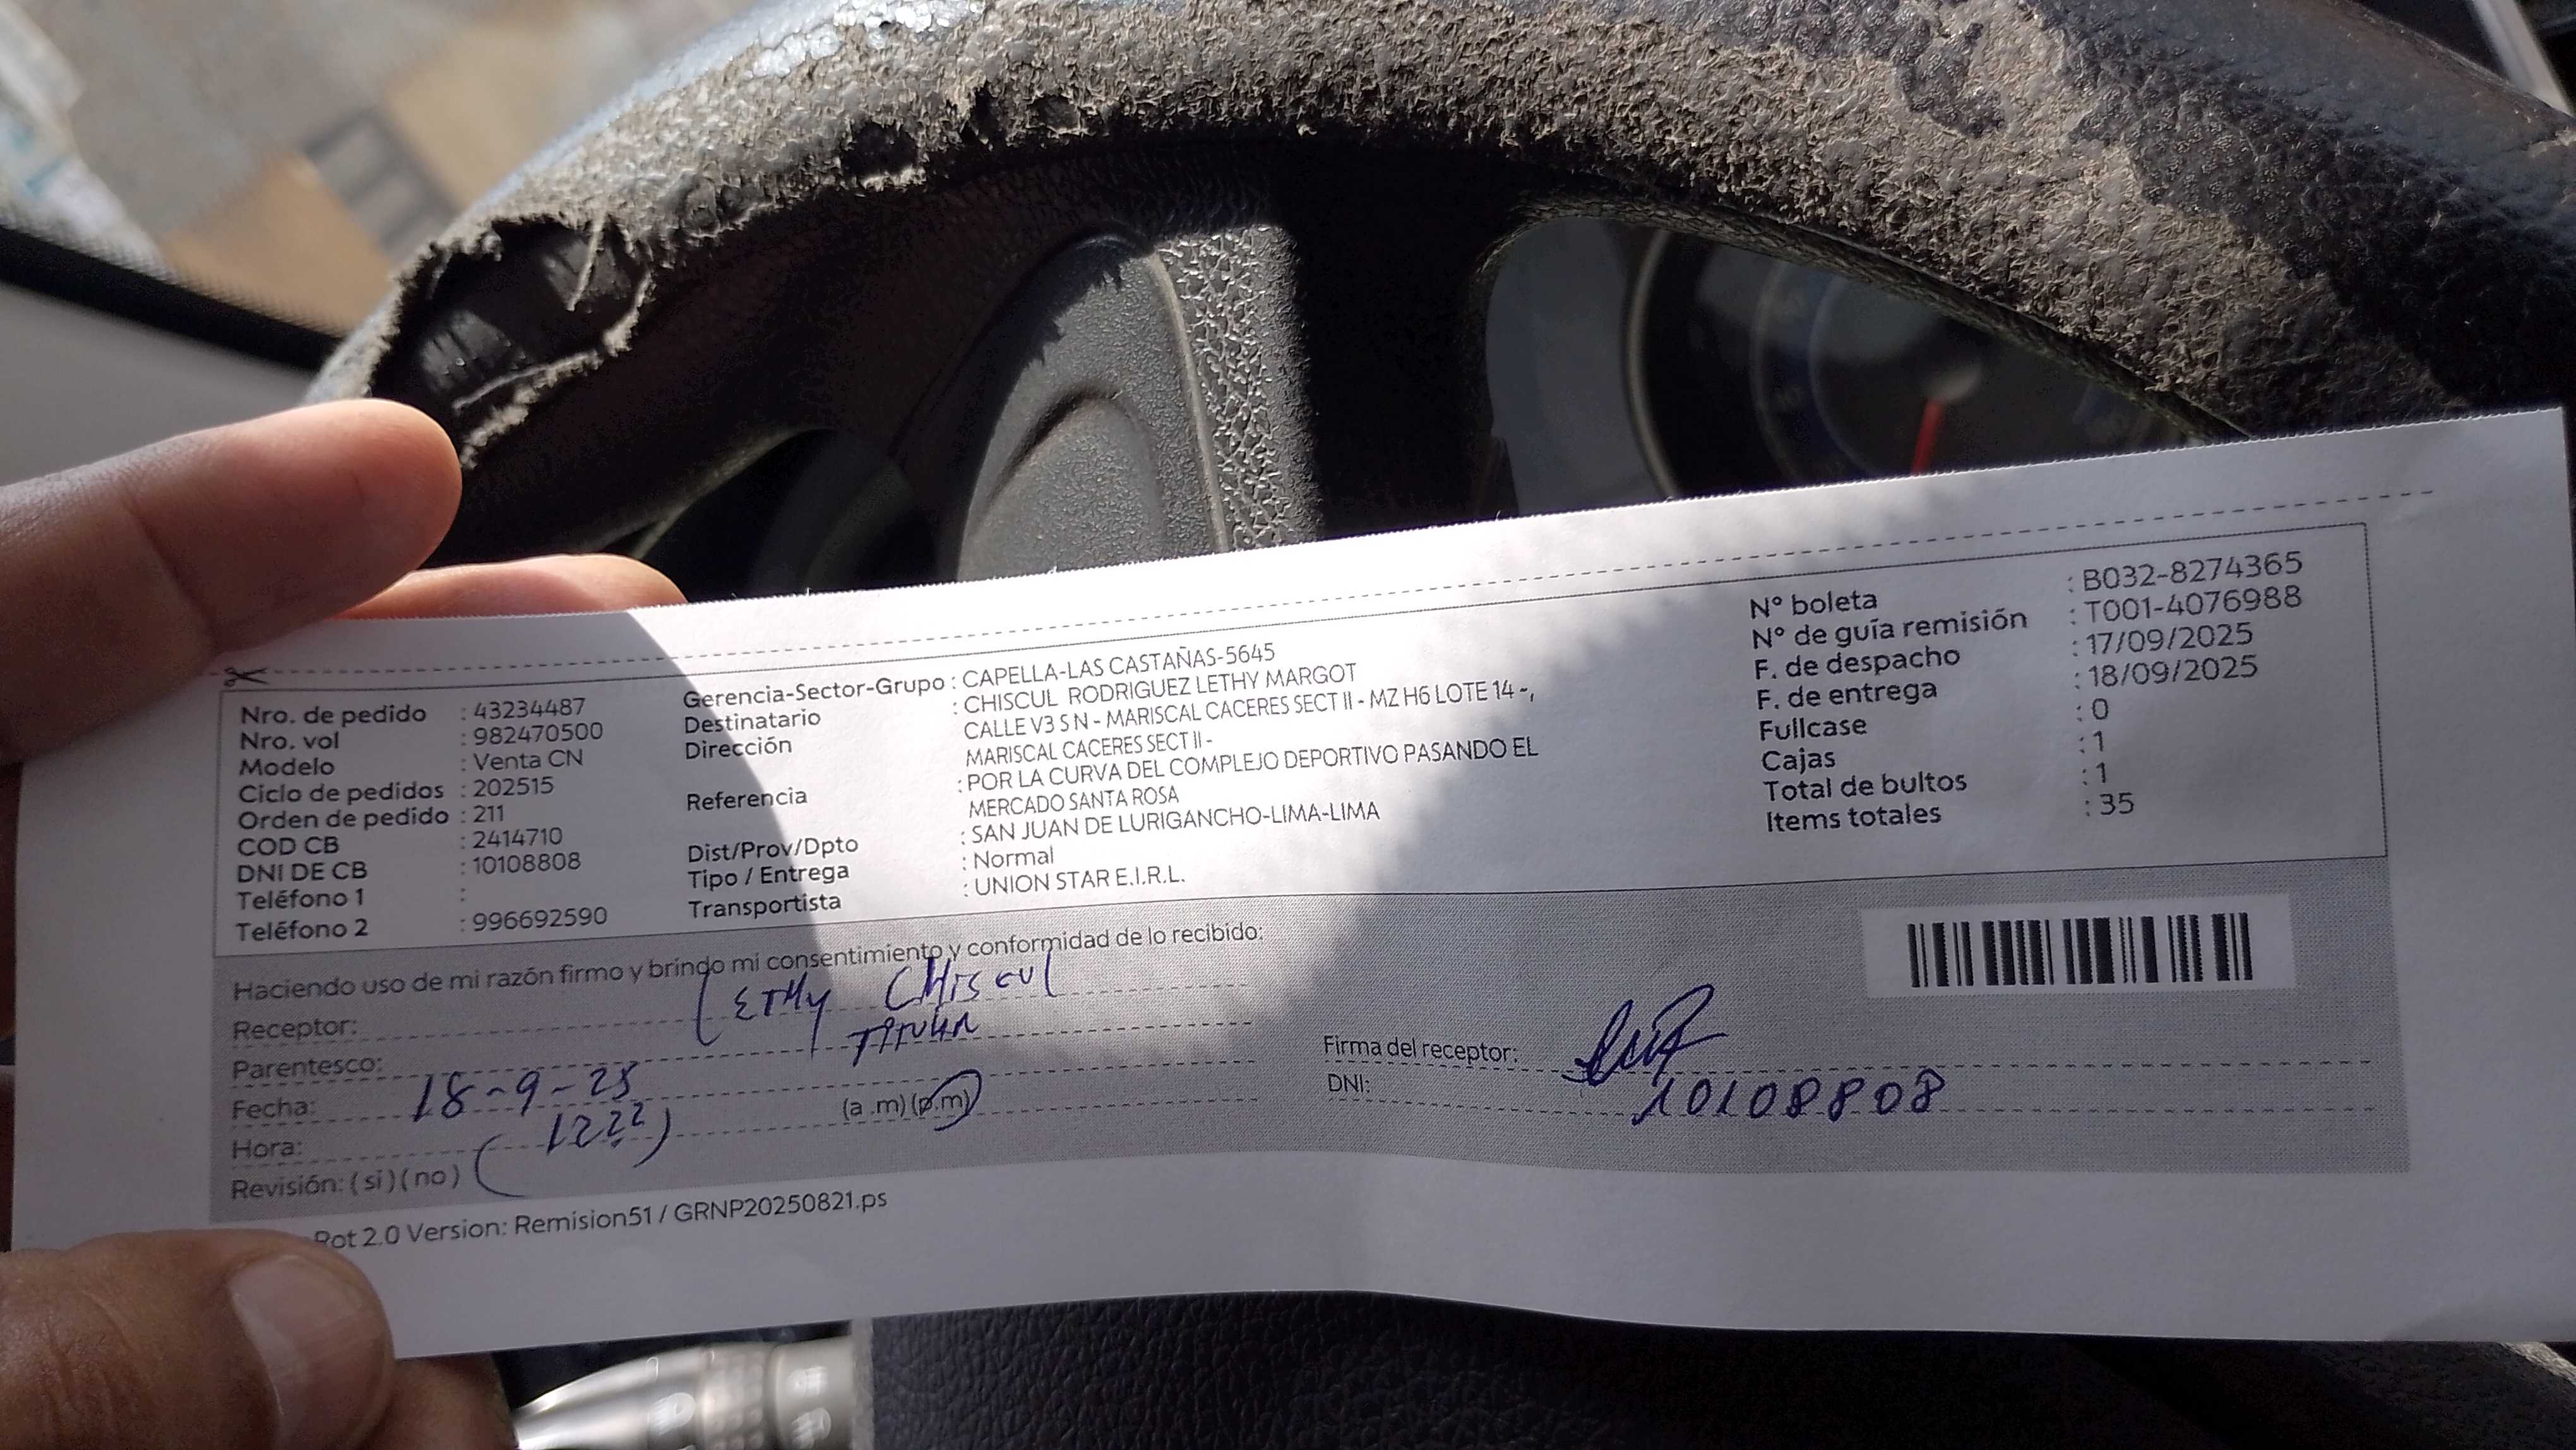 Nro. de pedido : 43234487
Nro. vol : 982470500
Modelo : Venta CN
Ciclo de pedidos : 202515
Orden de pedido : 211
COD CB : 2414710
DNI DE CB : 10108808
Teléfono 1 :
Teléfono 2 : 996692590
Gerencia-Sector-Grupo : CAPELLA-LAS CASTAÑAS-5645
Destinatario : CHISCUL RODRIGUEZ LETHY MARGOT
Dirección CALLE V3 S N - MARISCAL CACERES SECT II - MZ H6 LOTE 14 -,
MARISCAL CACERES SECT II -
Referencia : POR LA CURVA DEL COMPLEJO DEPORTIVO PASANDO EL
MERCADO SANTA ROSA
Dist/Prov/Dpto : SAN JUAN DE LURIGANCHO-LIMA-LIMA
Tipo / Entrega : Normal
Transportista : UNION STAR E.I.R.L.
N° boleta : B032-8274365
N° de guía remisión : T001-4076988
F. de despacho : 17/09/2025
F. de entrega : 18/09/2025
Fullcase : 0
Cajas : 1
Total de bultos : 1
Items totales : 35
Haciendo uso de mi razón firmo y brindo mi consentimiento y conformidad de lo recibido:
Receptor: LETHY CHISCUL
Parentesco: TITULAR
Fecha: 18-9-25
Hora: 1222 (a .m) (p.m)
Revisión: ( si ) ( no )
Firma del receptor:
DNI: 10108808
Rot 2.0 Version: Remision51 / GRNP20250821.ps